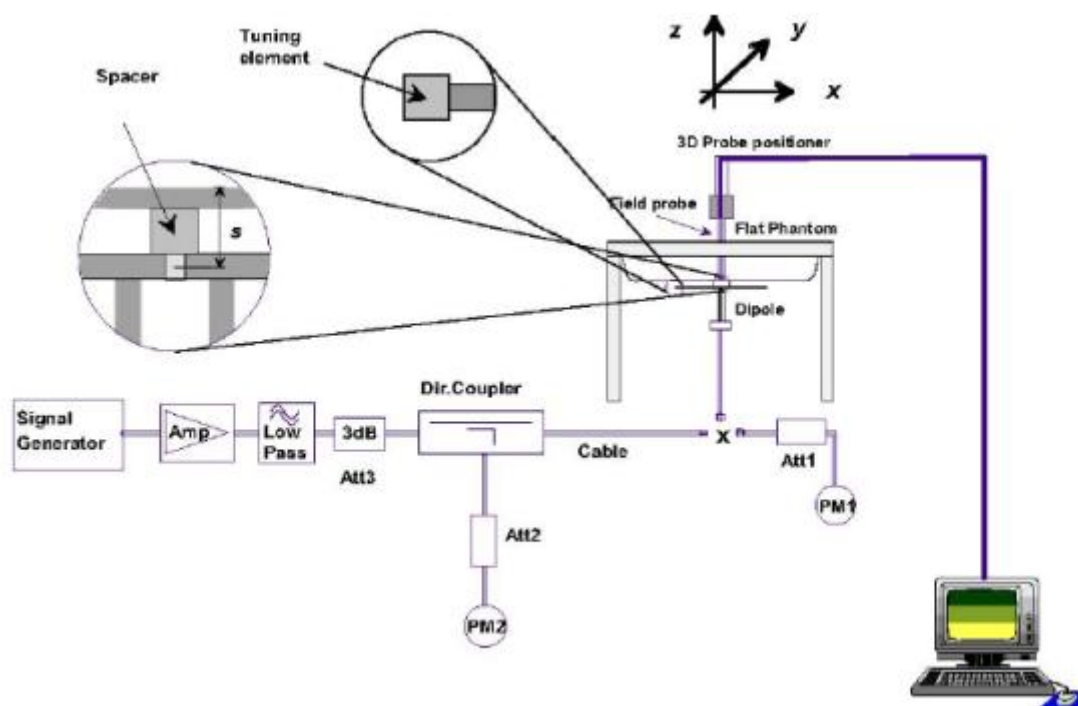 Tuning
element
Spacer
z
y
x
3D Probe positioner
Field probe
s
Flat Phantom
Dipole
Dir.Coupler
Signal
Generator
Amp
Low
Pass
3dB
Att3
Cable
x
Att1
PM1
Att2
PM2